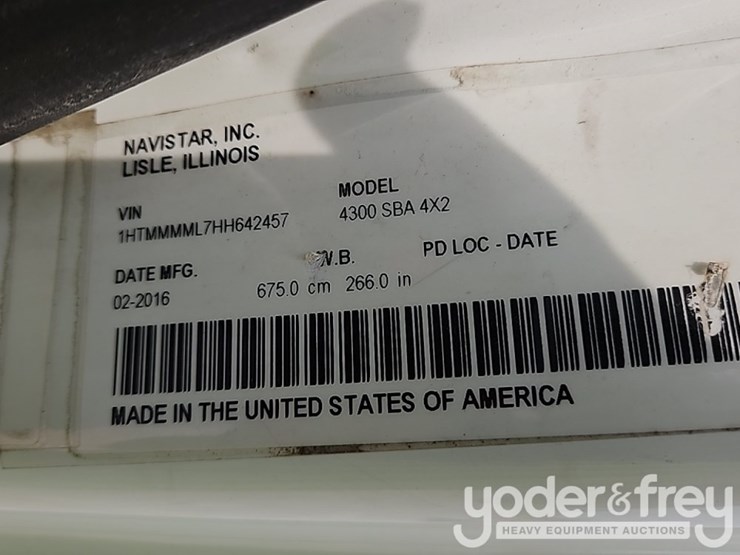 NAVISTAR, INC.
LISLE, ILLINOIS
VIN
1HTMMMML7HH642457
MODEL
4300 SBA 4X2
DATE MFG.
02-2016
W.B.
675.0 cm 266.0 in
PD LOC - DATE
MADE IN THE UNITED STATES OF AMERICA
yoder&frey
HEAVY EQUIPMENT AUCTIONS